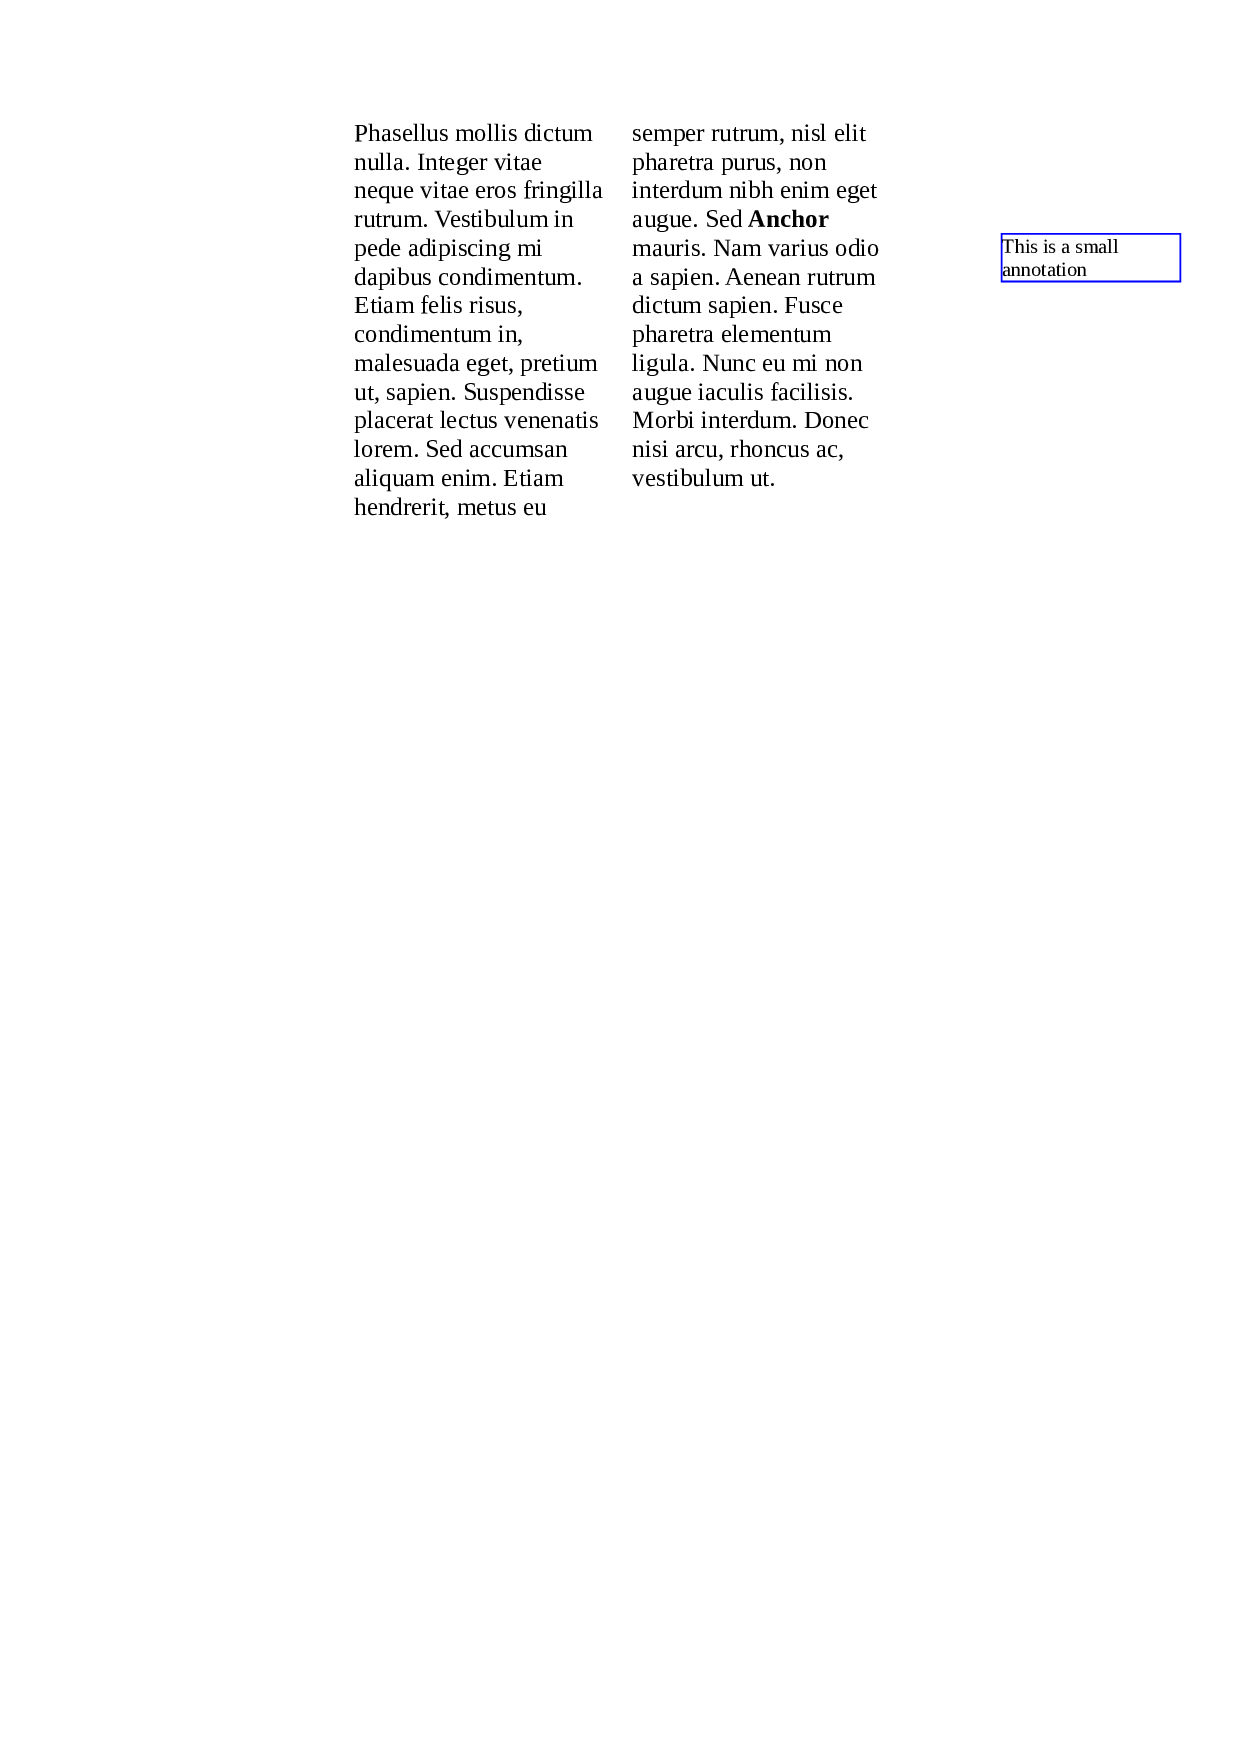 Phasellus mollis dictum
nulla. Integer vitae
neque vitae eros fringilla
rutrum. Vestibulum in
pede adipiscing mi
dapibus condimentum.
Etiam felis risus,
condimentum in,
malesuada eget, pretium
ut, sapien. Suspendisse
placerat lectus venenatis
lorem. Sed accumsan
aliquam enim. Etiam
hendrerit, metus eu
semper rutrum, nisl elit
pharetra purus, non
interdum nibh enim eget
augue. Sed Anchor
mauris. Nam varius odio
a sapien. Aenean rutrum
dictum sapien. Fusce
pharetra elementum
ligula. Nunc eu mi non
augue iaculis facilisis.
Morbi interdum. Donec
nisi arcu, rhoncus ac,
vestibulum ut.
This is a small
annotation